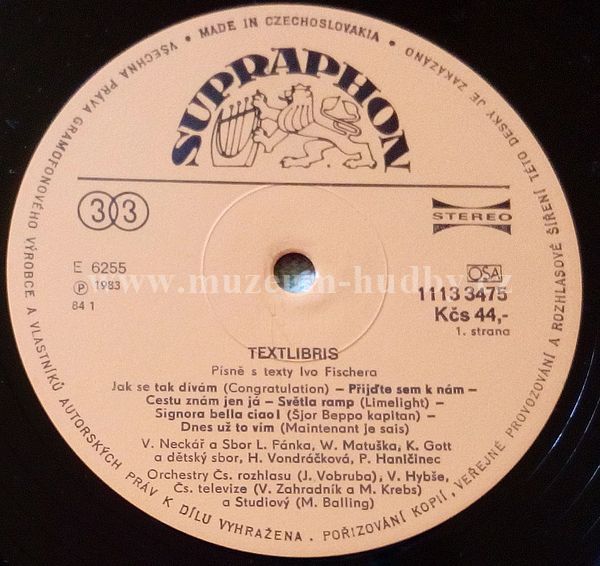 VŠECHNA PRÁVA GRAMOFONOVÉHO VÝROBCE A VLASTNÍKŮ AUTORSKÝCH PRÁV K DÍLU VYHRAŽENA. POŘIZOVÁNÍ KOPIÍ, VEŘEJNÉ PROVOZOVÁNÍ A ROZHLASOVÉ ŠÍŘENÍ TÉTO DESKY JE ZAKÁZÁNO
• MADE IN CZECHOSLOVAKIA •
SUPRAPHON
33
STEREO
E 6255
℗ 1983
84 1
OSA
1113 3475
Kčs 44,-
1. strana
www.muzeum-hudby.cz
TEXTLIBRIS
Písně s texty Ivo Fischera
Jak se tak dívám (Congratulation) – Přijďte sem k nám –
Cestu znám jen já – Světla ramp (Limelight) –
Signora bella ciao! (Šjor Beppo kapitan) –
Dnes už to vím (Maintenant je sais)
V. Neckář a Sbor L. Pánka, W. Matuška, K. Gott
a dětský sbor, H. Vondráčková, P. Haničinec
Orchestry Čs. rozhlasu (J. Vobruba), V. Hybše,
Čs. televize (V. Zahradník a M. Krebs)
a Studiový (M. Balling)